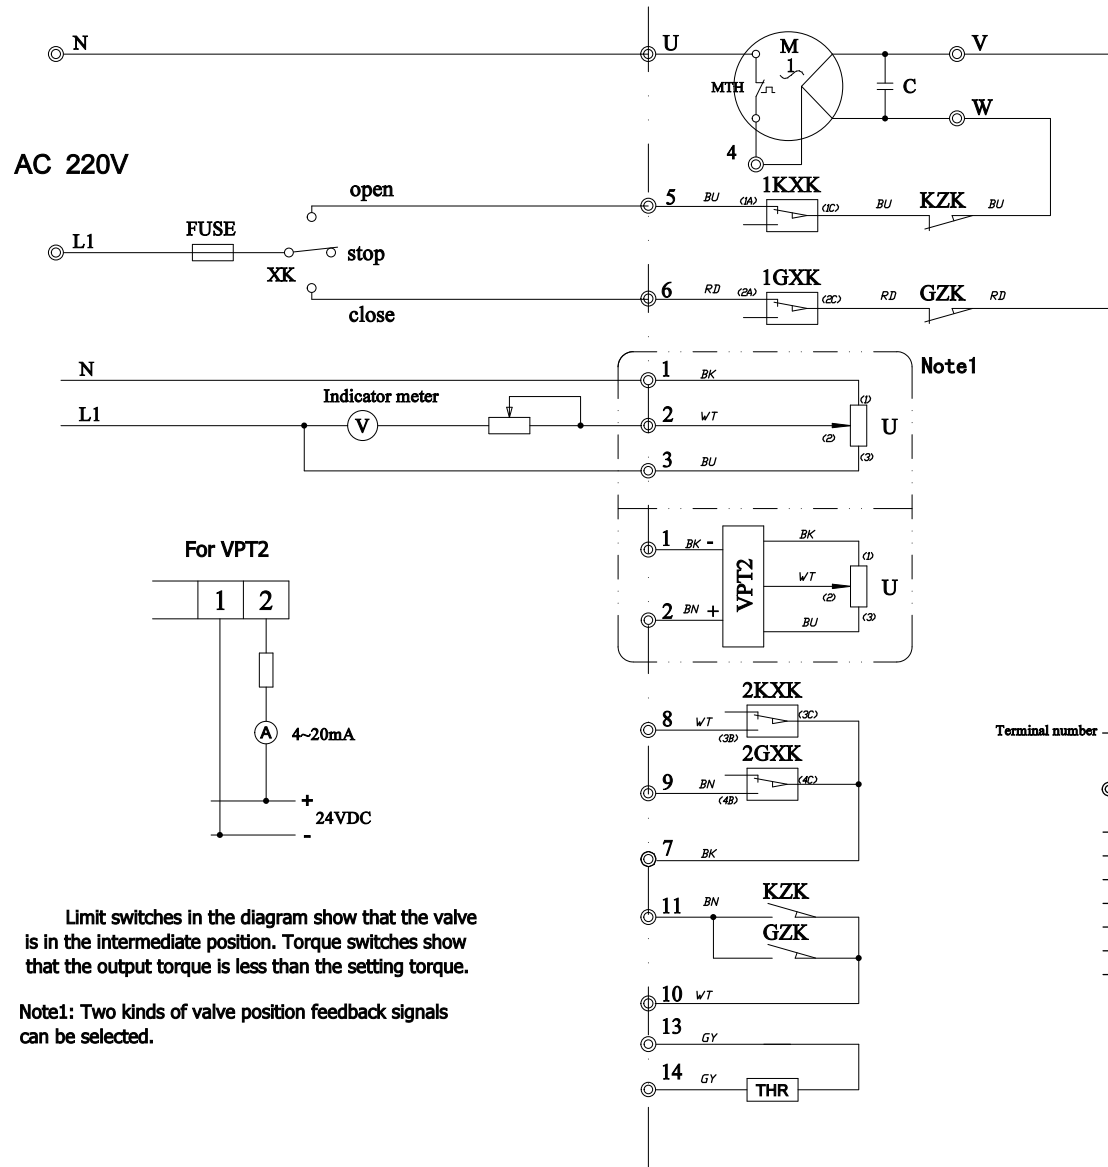 N
U
M
1
V
MTH
C
W
4
AC 220V
open
5
BU
(1A)
1KXK
(1C)
BU
KZK
BU
FUSE
L1
stop
XK
1GXK
6
RD
(2A)
(2C)
RD
GZK
RD
close
N
1
BK
Note1
L1
Indicator meter
V
2
WT
(1)
(2)
U
3
BU
(3)
For VPT2
1
BK -
VPT2
BK
(1)
WT
(2)
U
1 2
2
BN +
BU
(3)
2KXK
8
WT
(3B)
(3C)
A
4~20mA
Terminal number
2GXK
9
BN
(4B)
(4C)
+
24VDC
-
7
BK
11
BN
KZK
GZK
Limit switches in the diagram show that the valve
is in the intermediate position. Torque switches show
that the output torque is less than the setting torque.
10
WT
Note1: Two kinds of valve position feedback signals
can be selected.
13
GY
14
GY
THR